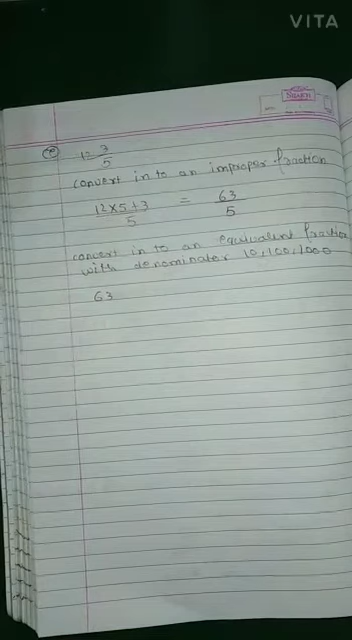 VITA
SHAKTI
(e) 12 3/5
convert in to an improper fraction
12×5+3/5 = 63/5
convert in to an equivalent fraction
with denominator 10,100,1000
63